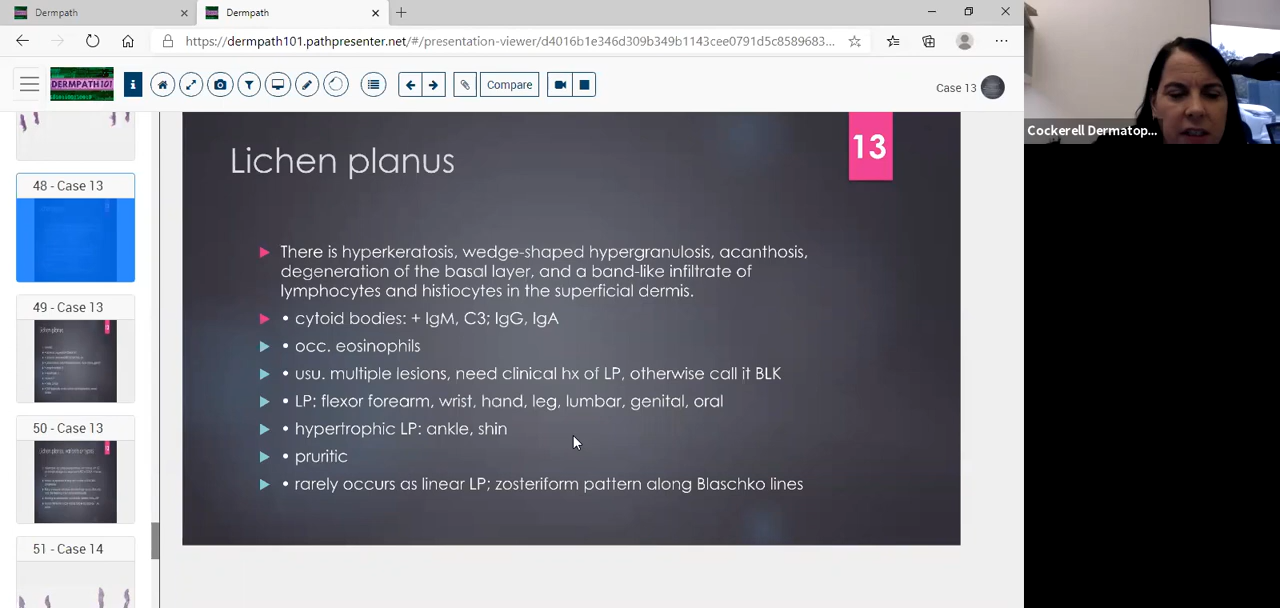 Dermpath
Dermpath
https://dermpath101.pathpresenter.net/#/presentation-viewer/d4016b1e346d309b349b1143cee0791d5c8589683...
DERMPATH101
Compare
Case 13
Cockerell Dermatop...
48 - Case 13
49 - Case 13
50 - Case 13
51 - Case 14
13
Lichen planus
There is hyperkeratosis, wedge-shaped hypergranulosis, acanthosis,
degeneration of the basal layer, and a band-like infiltrate of
lymphocytes and histiocytes in the superficial dermis.
• cytoid bodies: + IgM, C3; IgG, IgA
• occ. eosinophils
• usu. multiple lesions, need clinical hx of LP, otherwise call it BLK
• LP: flexor forearm, wrist, hand, leg, lumbar, genital, oral
• hypertrophic LP: ankle, shin
• pruritic
• rarely occurs as linear LP; zosteriform pattern along Blaschko lines